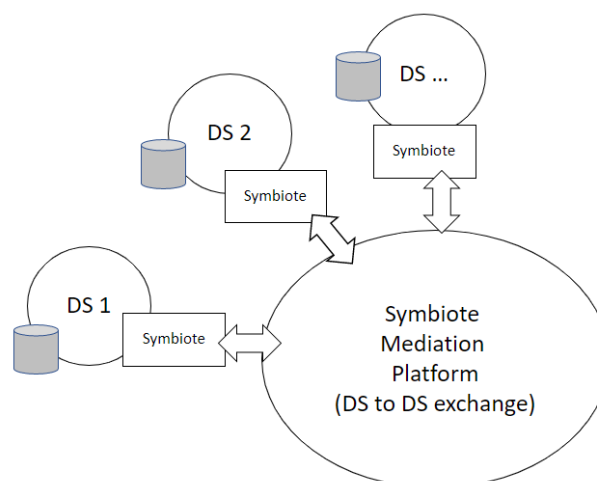 DS ...
Symbiote
DS 2
Symbiote
DS 1
Symbiote
Symbiote
Mediation
Platform
(DS to DS exchange)